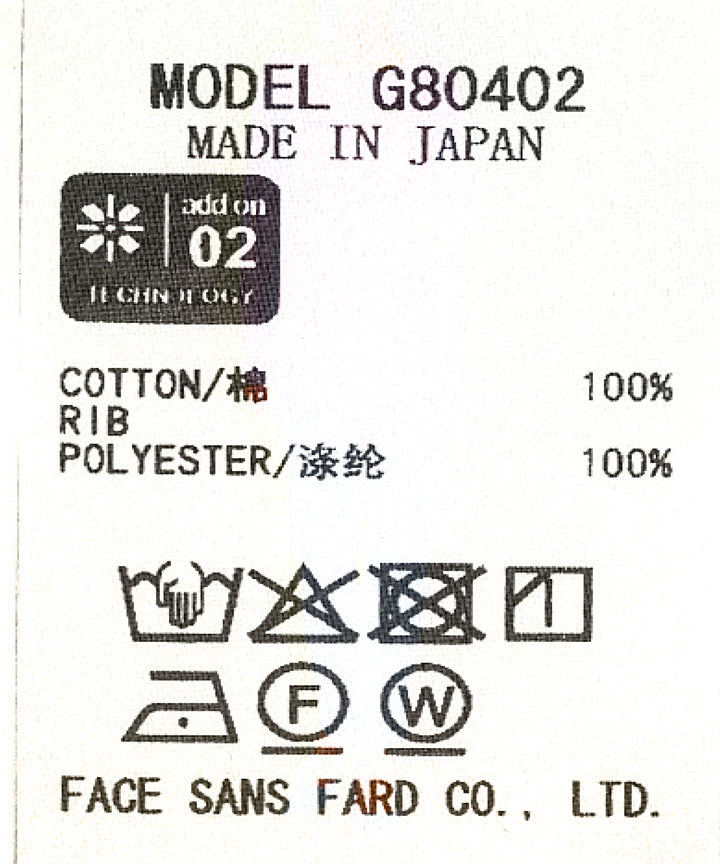 MODEL G80402
MADE IN JAPAN
add on
02
TECHNOLOGY
COTTON/棉 100%
RIB
POLYESTER/涤纶 100%
F W
FACE SANS FARD CO., LTD.